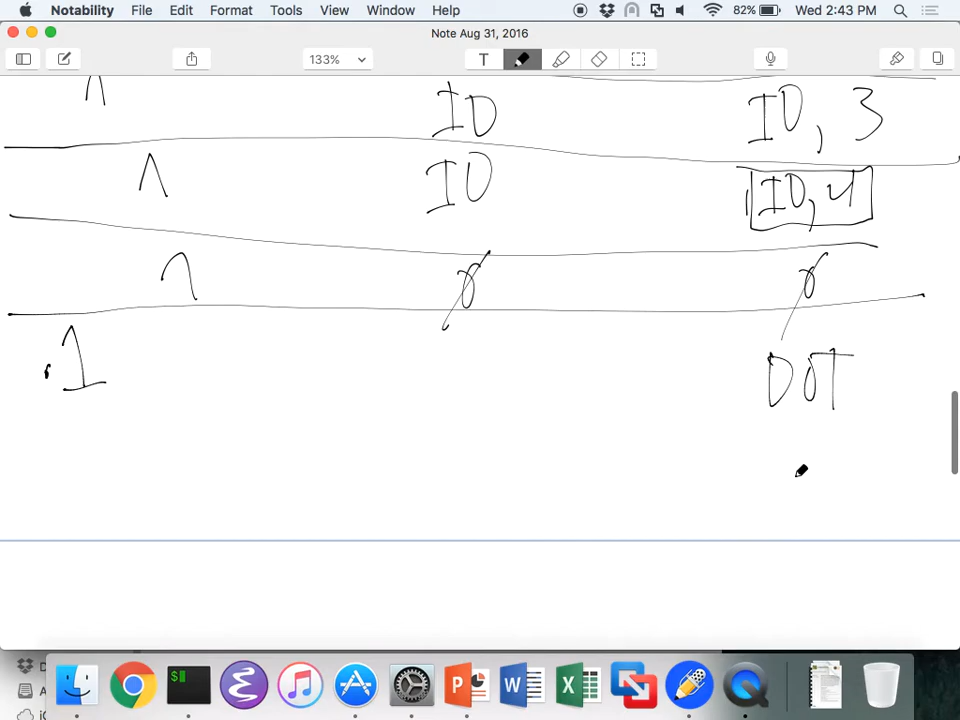 Notability File Edit Format Tools View Window Help 82% Wed 2:43 PM
Note Aug 31, 2016
133% T
^ ID ID, 3
^ ID ID, 4
DOT
.1